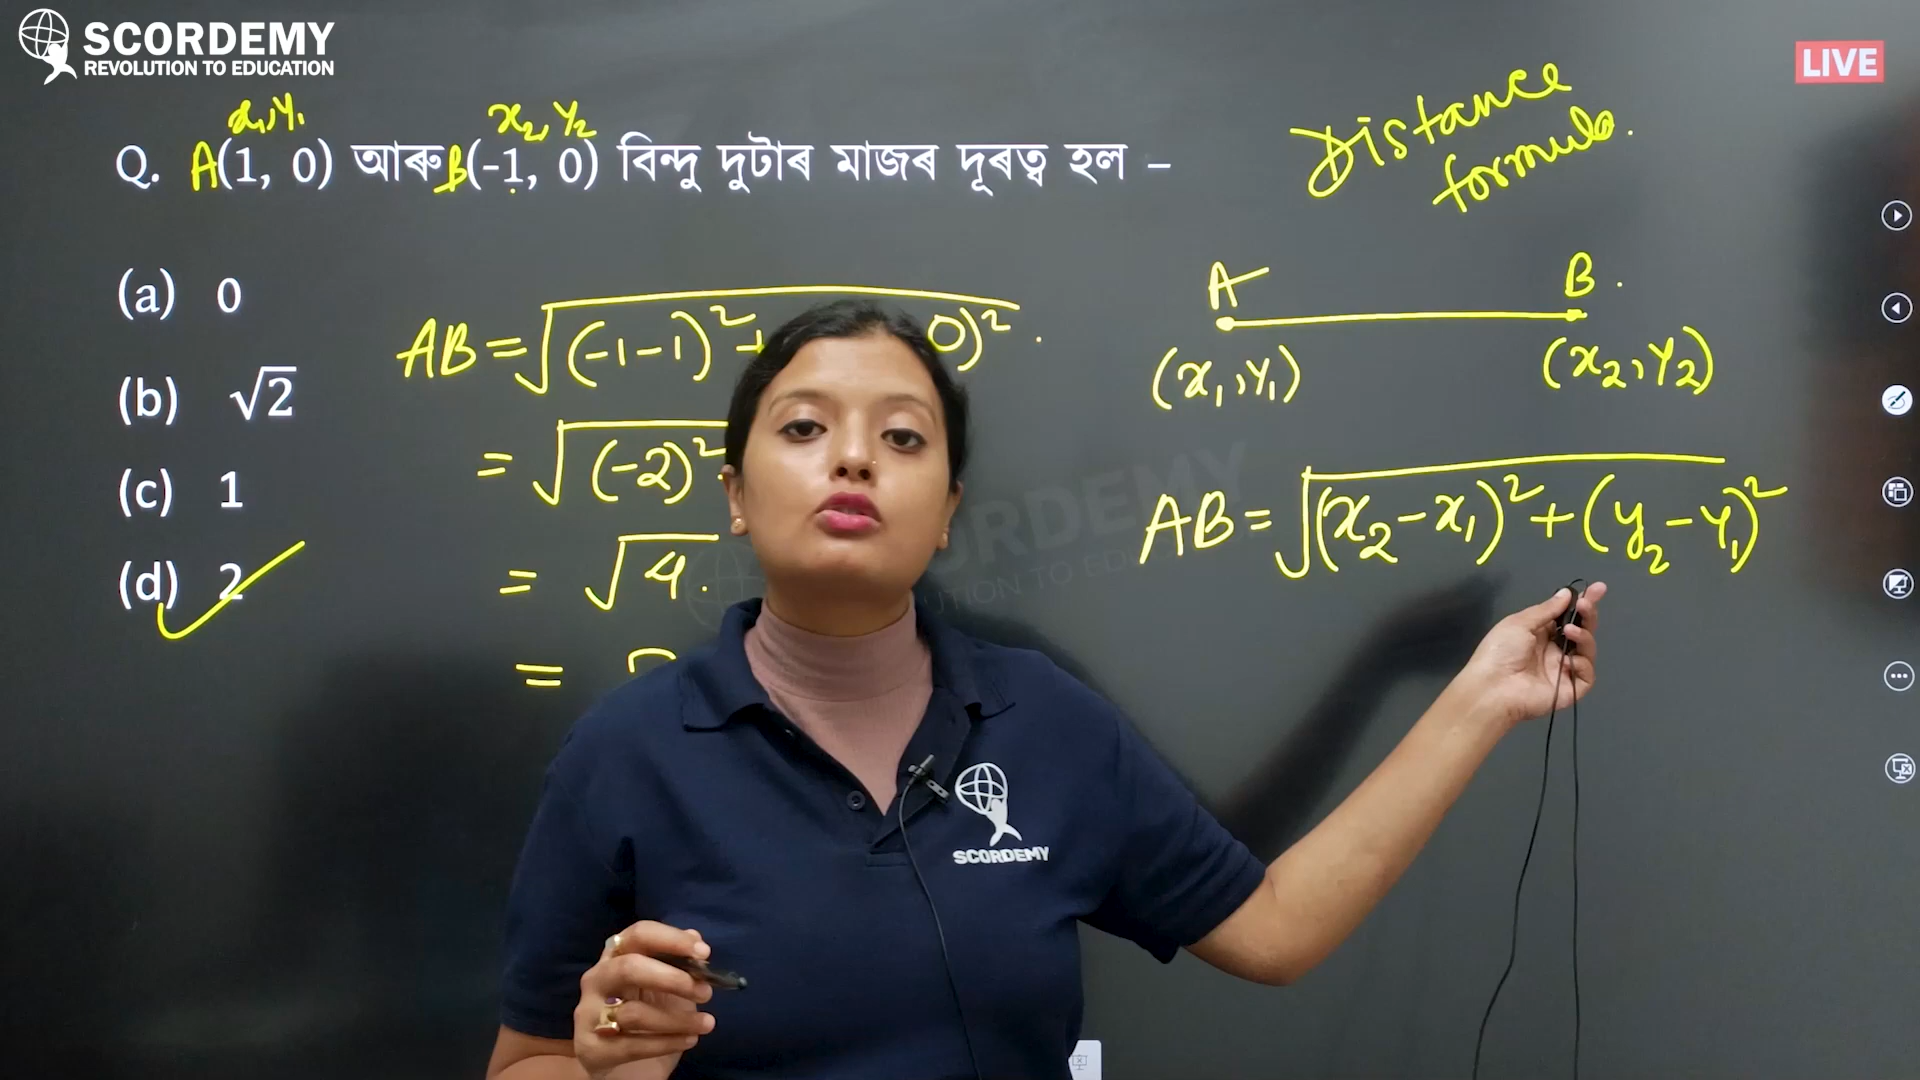 SCORDEMY
REVOLUTION TO EDUCATION
LIVE
x₁, y₁
x₂, y₂
Q. A(1, 0) আৰু B(-1, 0) বিন্দু দুটাৰ মাজৰ দূৰত্ব হল –
Distance
formula.
(a) 0
(b) √2
(c) 1
(d) 2
AB = √(-1-1)² + 0)²
= √(-2)²
= √4.
=
A B
(x₁, y₁) (x₂, y₂)
AB = √(x₂ - x₁)² + (y₂ - y₁)²
SCORDEMY